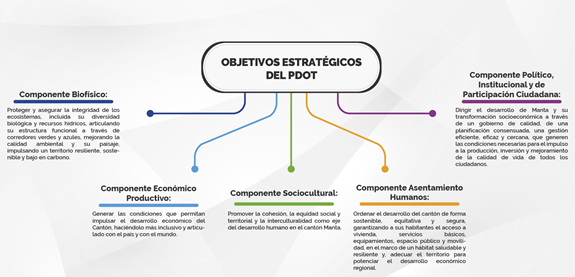 OBJETIVOS ESTRATÉGICOS
DEL PDOT
Componente Biofísico:
Proteger y asegurar la integridad de los
ecosistemas, incluida su diversidad
biológica y recursos hídricos, articulando
su estructura funcional a través de
corredores verdes y azules, mejorando la
calidad ambiental y su paisaje,
impulsando un territorio resiliente, soste-
nible y bajo en carbono.
Componente Económico
Productivo:
Generar las condiciones que permitan
impulsar el desarrollo económico del
Cantón, haciéndolo más inclusivo y articu-
lado con el país y con el mundo.
Componente Sociocultural:
Promover la cohesión, la equidad social y
territorial y la interculturalidad como eje
del desarrollo humano en el cantón Manta.
Componente Asentamiento
Humanos:
Ordenar el desarrollo del cantón de forma
sostenible, equitativa y segura,
garantizando a sus habitantes el acceso a
vivienda, servicios básicos,
equipamientos, espacio público y movili-
dad, en el marco de un hábitat saludable y
resiliente y, adecuar el territorio para
potenciar el desarrollo económico
regional.
Componente Político,
Institucional y de
Participación Ciudadana:
Dirigir el desarrollo de Manta y su
transformación socioeconómica a través
de un gobierno de calidad, de una
planificación consensuada, una gestión
eficiente, eficaz y cercana, que generen
las condiciones necesarias para el impulso
a la producción, inversión y mejoramiento
de la calidad de vida de todos los
ciudadanos.